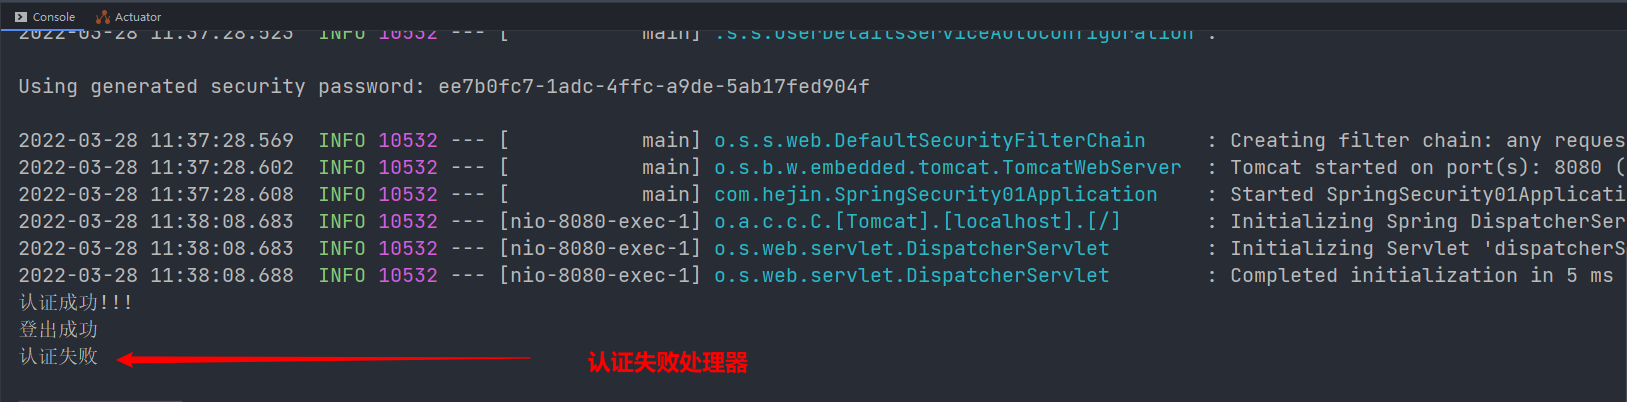 Console Actuator
2022-03-28 11:37:28.523  INFO 10532 --- [           main] .s.s.UserDetailsServiceAutoConfiguration :
Using generated security password: ee7b0fc7-1adc-4ffc-a9de-5ab17fed904f
2022-03-28 11:37:28.569  INFO 10532 --- [           main] o.s.s.web.DefaultSecurityFilterChain     : Creating filter chain: any reques
2022-03-28 11:37:28.602  INFO 10532 --- [           main] o.s.b.w.embedded.tomcat.TomcatWebServer  : Tomcat started on port(s): 8080 (
2022-03-28 11:37:28.608  INFO 10532 --- [           main] com.hejin.SpringSecurity01Application    : Started SpringSecurity01Applicati
2022-03-28 11:38:08.683  INFO 10532 --- [nio-8080-exec-1] o.a.c.c.C.[Tomcat].[localhost].[/]       : Initializing Spring DispatcherSer
2022-03-28 11:38:08.683  INFO 10532 --- [nio-8080-exec-1] o.s.web.servlet.DispatcherServlet        : Initializing Servlet 'dispatcherS
2022-03-28 11:38:08.688  INFO 10532 --- [nio-8080-exec-1] o.s.web.servlet.DispatcherServlet        : Completed initialization in 5 ms
认证成功!!!
登出成功
认证失败
认证失败处理器